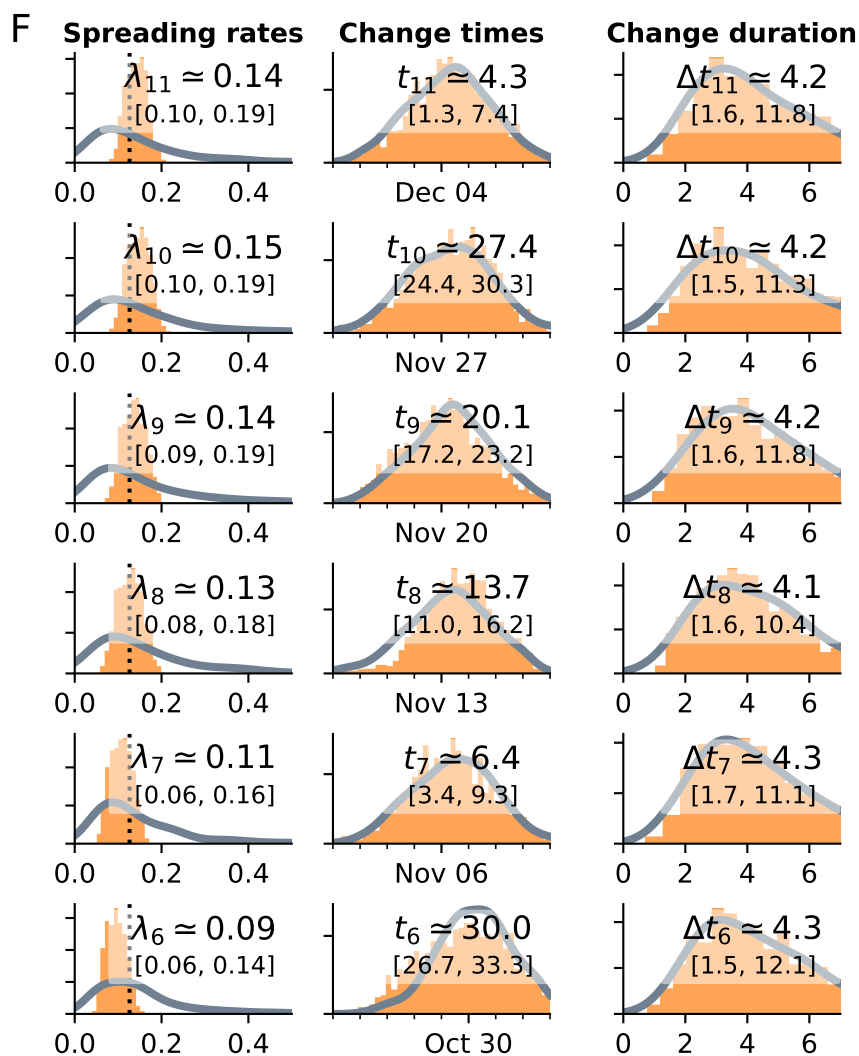 F
Spreading rates Change times Change duration
λ11 ≃ 0.14 t11 ≃ 4.3 Δt11 ≃ 4.2
[0.10, 0.19] [1.3, 7.4] [1.6, 11.8]
0.0 0.2 0.4 Dec 04 0 2 4 6
λ10 ≃ 0.15 t10 ≃ 27.4 Δt10 ≃ 4.2
[0.10, 0.19] [24.4, 30.3] [1.5, 11.3]
0.0 0.2 0.4 Nov 27 0 2 4 6
λ9 ≃ 0.14 t9 ≃ 20.1 Δt9 ≃ 4.2
[0.09, 0.19] [17.2, 23.2] [1.6, 11.8]
0.0 0.2 0.4 Nov 20 0 2 4 6
λ8 ≃ 0.13 t8 ≃ 13.7 Δt8 ≃ 4.1
[0.08, 0.18] [11.0, 16.2] [1.6, 10.4]
0.0 0.2 0.4 Nov 13 0 2 4 6
λ7 ≃ 0.11 t7 ≃ 6.4 Δt7 ≃ 4.3
[0.06, 0.16] [3.4, 9.3] [1.7, 11.1]
0.0 0.2 0.4 Nov 06 0 2 4 6
λ6 ≃ 0.09 t6 ≃ 30.0 Δt6 ≃ 4.3
[0.06, 0.14] [26.7, 33.3] [1.5, 12.1]
0.0 0.2 0.4 Oct 30 0 2 4 6